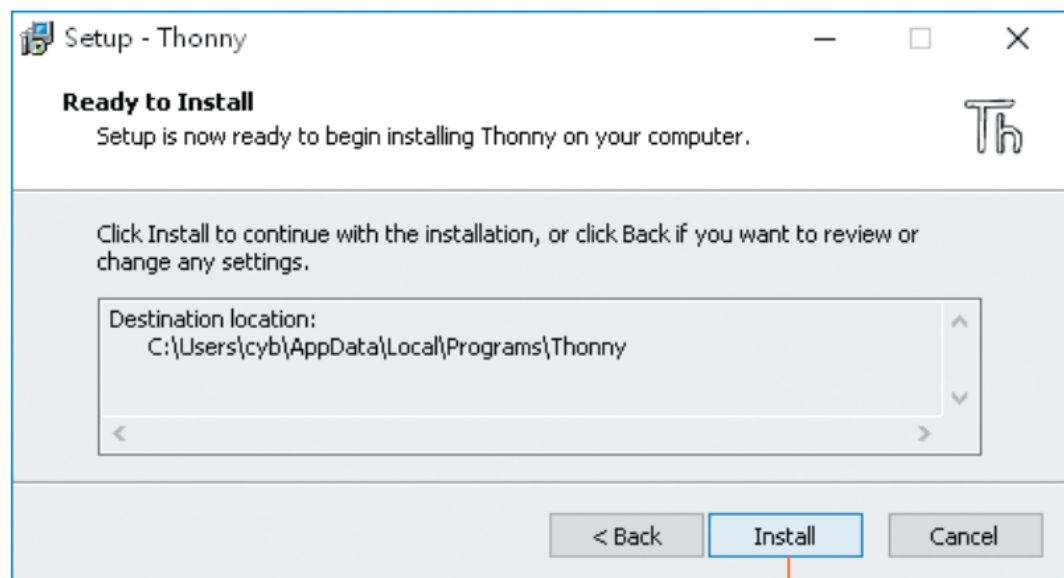 Setup - Thonny
Ready to Install
Setup is now ready to begin installing Thonny on your computer.
Th
Click Install to continue with the installation, or click Back if you want to review or
change any settings.
Destination location:
C:\Users\cyb\AppData\Local\Programs\Thonny
< Back
Install
Cancel